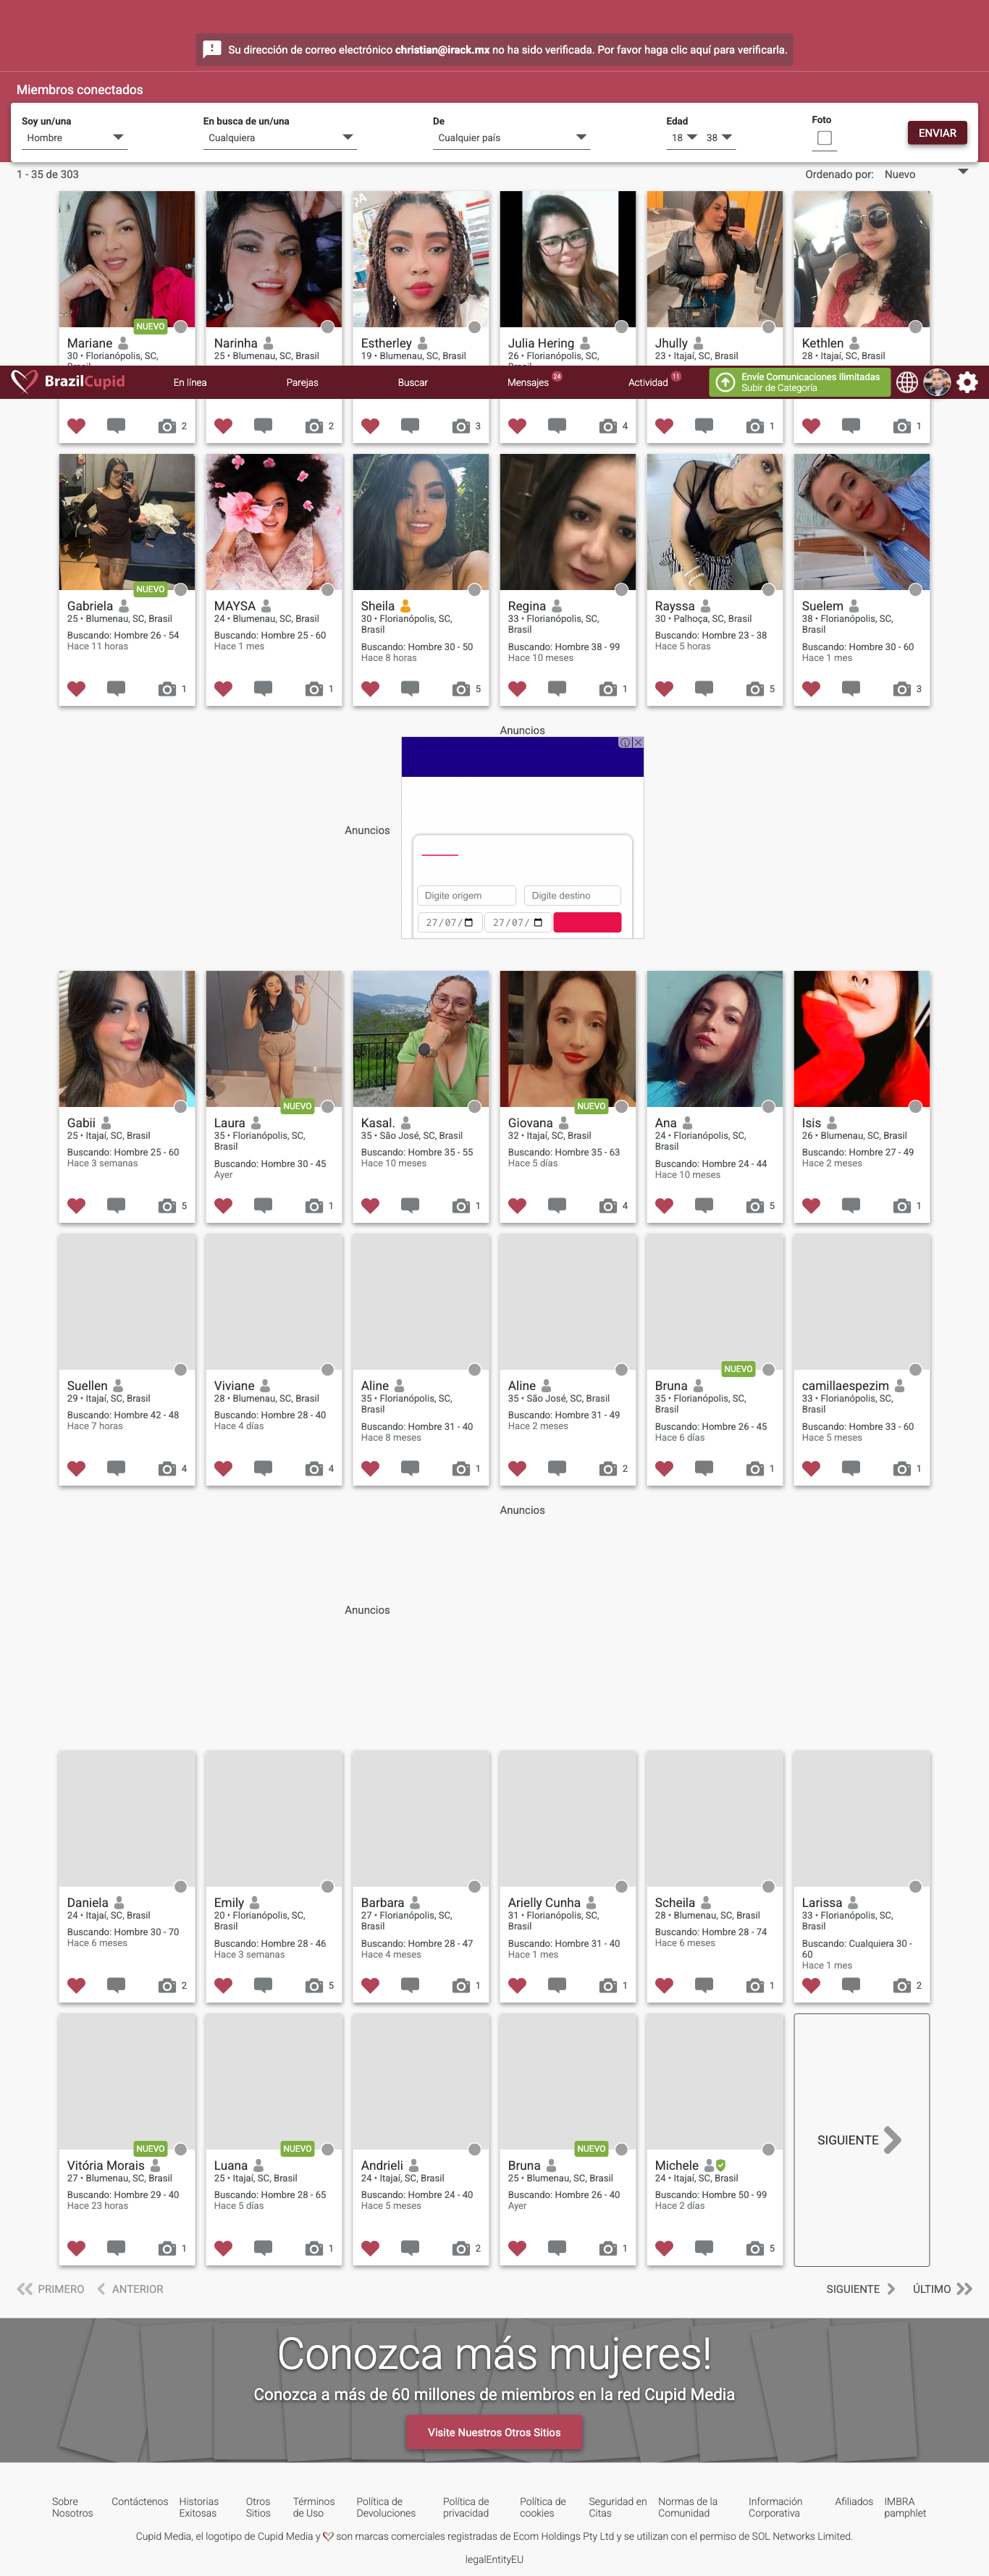 Su dirección de correo electrónico christian@irack.mx no ha sido verificada. Por favor haga clic aquí para verificarla.
Miembros conectados
Soy un/una
Hombre
En busca de un/una
Cualquiera
De
Cualquier país
Edad
18 38
Foto
ENVIAR
1 - 35 de 303
Ordenado por: Nuevo
NUEVO
Mariane
30 • Florianópolis, SC,
Narinha
25 • Blumenau, SC, Brasil
Estherley
19 • Blumenau, SC, Brasil
Julia Hering
26 • Florianópolis, SC,
Jhully
23 • Itajaí, SC, Brasil
Kethlen
28 • Itajaí, SC, Brasil
BrazilCupid
En línea
Parejas
Buscar
Mensajes 24
Actividad 11
Envíe Comunicaciones Ilimitadas
Subir de Categoría
2
2
3
4
1
1
NUEVO
Gabriela
25 • Blumenau, SC, Brasil
Buscando: Hombre 26 - 54
Hace 11 horas
1
MAYSA
24 • Blumenau, SC, Brasil
Buscando: Hombre 25 - 60
Hace 1 mes
1
Sheila
30 • Florianópolis, SC,
Brasil
Buscando: Hombre 30 - 50
Hace 8 horas
5
Regina
33 • Florianópolis, SC,
Brasil
Buscando: Hombre 38 - 99
Hace 10 meses
1
Rayssa
30 • Palhoça, SC, Brasil
Buscando: Hombre 23 - 38
Hace 5 horas
5
Suelem
38 • Florianópolis, SC,
Brasil
Buscando: Hombre 30 - 60
Hace 1 mes
3
Anuncios
Anuncios
Digite origem
Digite destino
27/07/
27/07/
Gabii
25 • Itajaí, SC, Brasil
Buscando: Hombre 25 - 60
Hace 3 semanas
5
NUEVO
Laura
35 • Florianópolis, SC,
Brasil
Buscando: Hombre 30 - 45
Ayer
1
Kasal.
35 • São José, SC, Brasil
Buscando: Hombre 35 - 55
Hace 10 meses
1
NUEVO
Giovana
32 • Itajaí, SC, Brasil
Buscando: Hombre 35 - 63
Hace 5 días
4
Ana
24 • Florianópolis, SC,
Brasil
Buscando: Hombre 24 - 44
Hace 10 meses
5
Isis
26 • Blumenau, SC, Brasil
Buscando: Hombre 27 - 49
Hace 2 meses
1
Suellen
29 • Itajaí, SC, Brasil
Buscando: Hombre 42 - 48
Hace 7 horas
4
Viviane
28 • Blumenau, SC, Brasil
Buscando: Hombre 28 - 40
Hace 4 días
4
Aline
35 • Florianópolis, SC,
Brasil
Buscando: Hombre 31 - 40
Hace 8 meses
1
Aline
35 • São José, SC, Brasil
Buscando: Hombre 31 - 49
Hace 2 meses
2
NUEVO
Bruna
35 • Florianópolis, SC,
Brasil
Buscando: Hombre 26 - 45
Hace 6 días
1
camillaespezim
33 • Florianópolis, SC,
Brasil
Buscando: Hombre 33 - 60
Hace 5 meses
1
Anuncios
Anuncios
Daniela
24 • Itajaí, SC, Brasil
Buscando: Hombre 30 - 70
Hace 6 meses
2
Emily
20 • Florianópolis, SC,
Brasil
Buscando: Hombre 28 - 46
Hace 3 semanas
5
Barbara
27 • Florianópolis, SC,
Brasil
Buscando: Hombre 28 - 47
Hace 4 meses
1
Arielly Cunha
31 • Florianópolis, SC,
Brasil
Buscando: Hombre 31 - 40
Hace 1 mes
1
Scheila
28 • Blumenau, SC, Brasil
Buscando: Hombre 28 - 74
Hace 6 meses
1
Larissa
33 • Florianópolis, SC,
Brasil
Buscando: Cualquiera 30 -
60
Hace 1 mes
2
NUEVO
Vitória Morais
27 • Blumenau, SC, Brasil
Buscando: Hombre 29 - 40
Hace 23 horas
1
NUEVO
Luana
25 • Itajaí, SC, Brasil
Buscando: Hombre 28 - 65
Hace 5 días
1
Andrieli
24 • Itajaí, SC, Brasil
Buscando: Hombre 24 - 40
Hace 5 meses
2
NUEVO
Bruna
25 • Blumenau, SC, Brasil
Buscando: Hombre 26 - 40
Ayer
1
Michele
24 • Itajaí, SC, Brasil
Buscando: Hombre 50 - 99
Hace 2 días
5
SIGUIENTE
PRIMERO ANTERIOR
SIGUIENTE ÚLTIMO
Conozca más mujeres!
Conozca a más de 60 millones de miembros en la red Cupid Media
Visite Nuestros Otros Sitios
Sobre Nosotros
Contáctenos
Historias Exitosas
Otros Sitios
Términos de Uso
Política de Devoluciones
Política de privacidad
Política de cookies
Seguridad en Citas
Normas de la Comunidad
Información Corporativa
Afiliados
IMBRA pamphlet
Cupid Media, el logotipo de Cupid Media y son marcas comerciales registradas de Ecom Holdings Pty Ltd y se utilizan con el permiso de SOL Networks Limited.
legalEntityEU